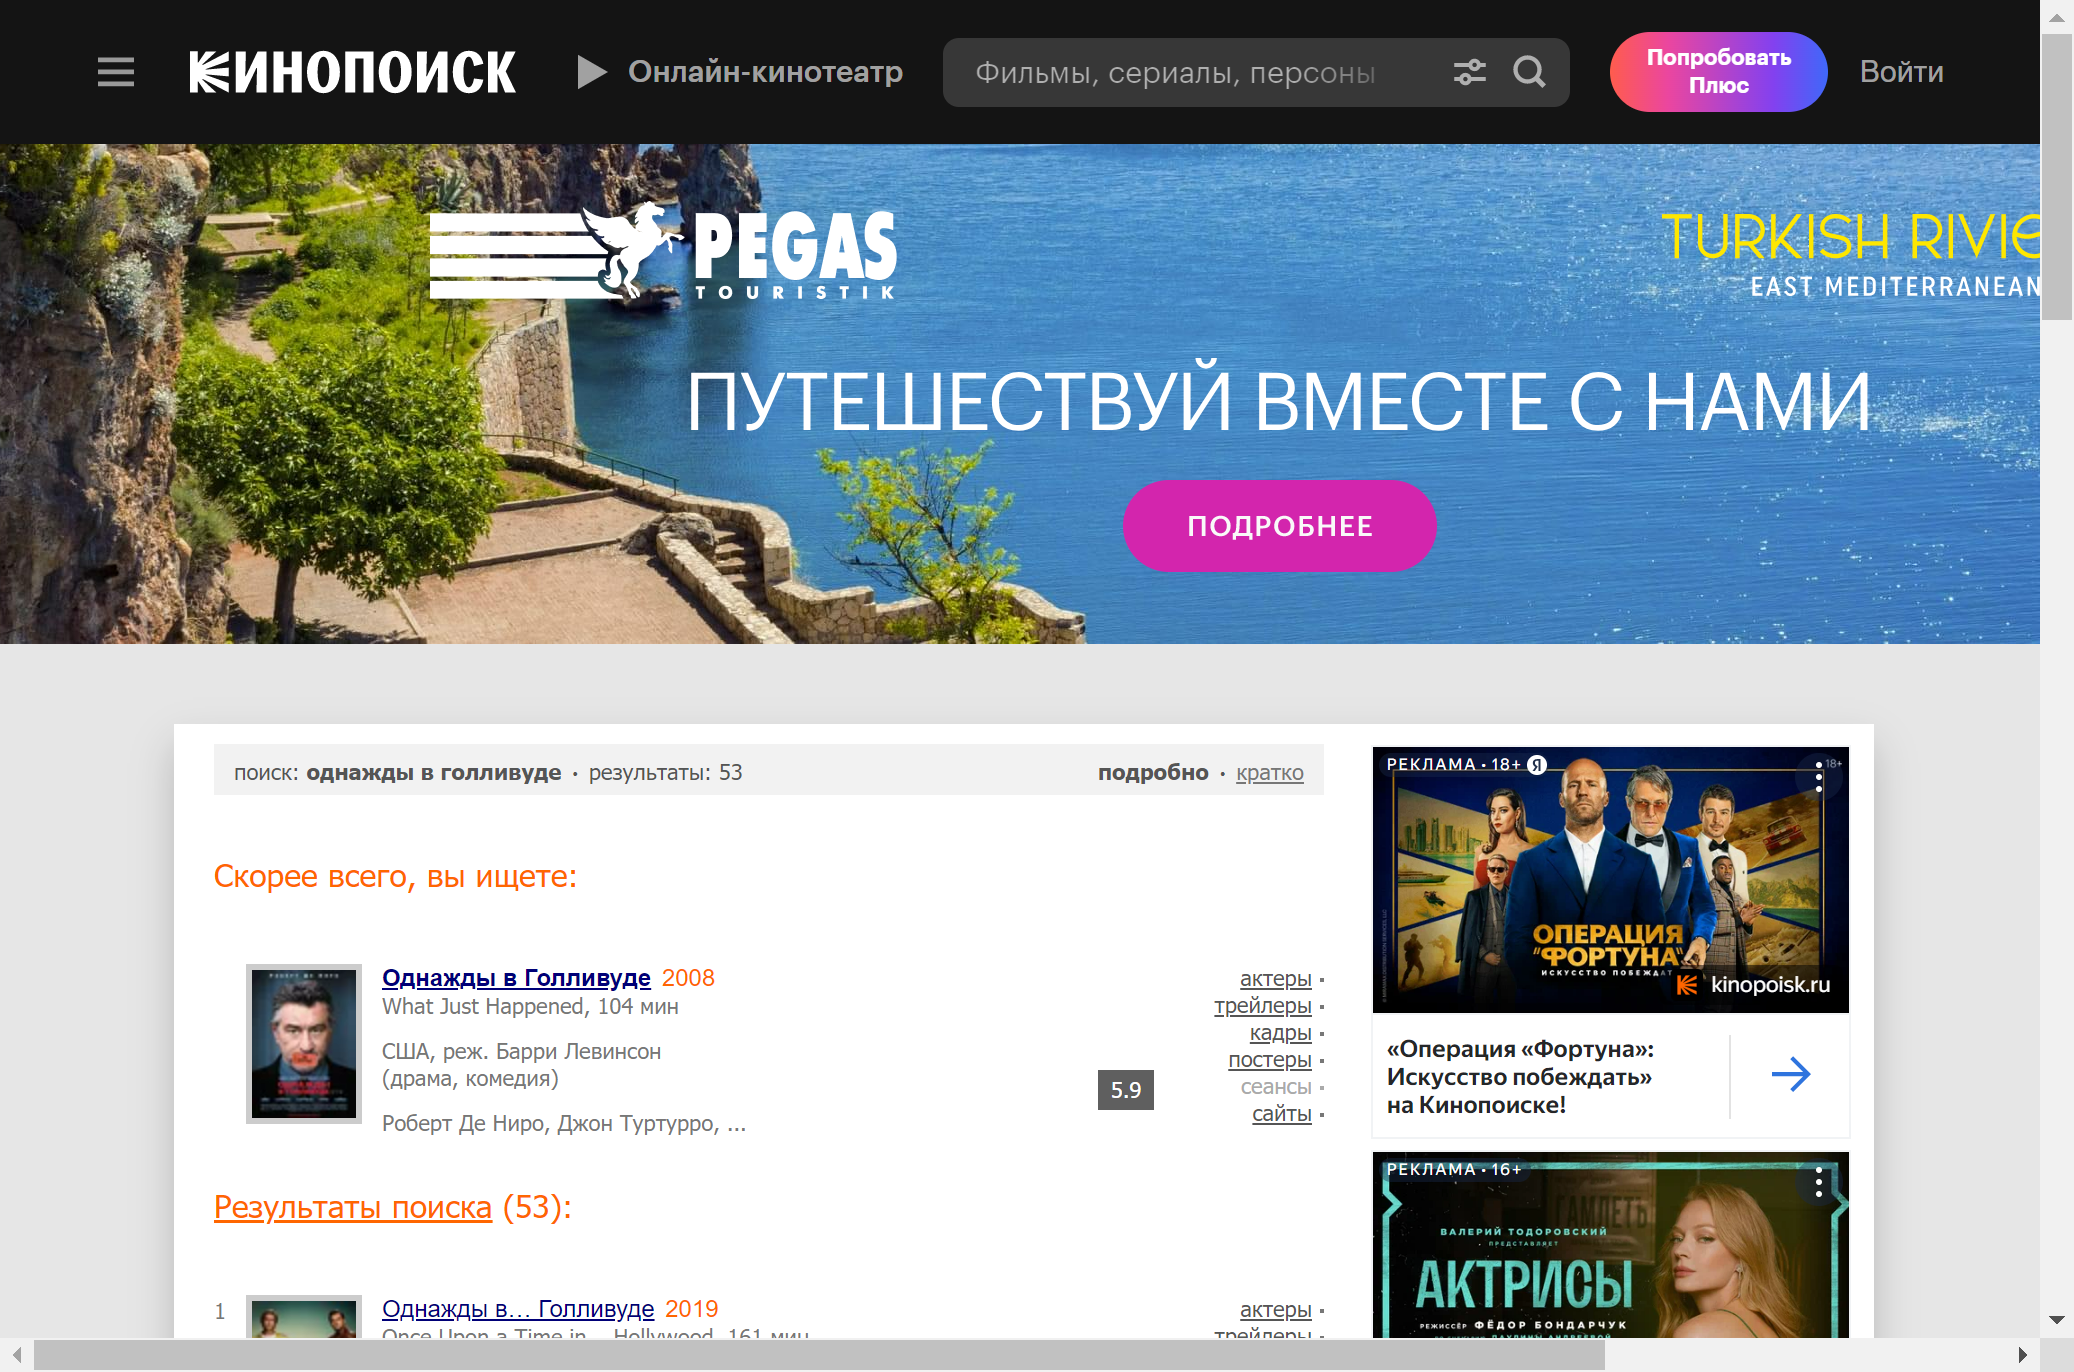 КИНОПОИСК
Онлайн-кинотеатр
Фильмы, сериалы, персоны
Попробовать
Плюс
Войти
PEGAS
TOURISTIK
TURKISH RIVIE
EAST MEDITERRANEAN
ПУТЕШЕСТВУЙ ВМЕСТЕ С НАМИ
ПОДРОБНЕЕ
поиск: однажды в голливуде • результаты: 53
подробно • кратко
Скорее всего, вы ищете:
Однажды в Голливуде 2008
What Just Happened, 104 мин
США, реж. Барри Левинсон
(драма, комедия)
Роберт Де Ниро, Джон Туртурро, ...
5.9
актеры
трейлеры
кадры
постеры
сеансы
сайты
Результаты поиска (53):
1
Однажды в… Голливуде 2019
Once Upon a Time in... Hollywood, 161 мин
актеры
трейлеры
РЕКЛАМА • 18+ Я
18+
ОПЕРАЦИЯ
"ФОРТУНА"
ИСКУССТВО ПОБЕЖДАТ
kinopoisk.ru
«Операция «Фортуна»:
Искусство побеждать»
на Кинопоиске!
РЕКЛАМА • 16+
ГАМЛЕТЬ
ВАЛЕРИЙ ТОДОРОВСКИЙ
ПРЕДСТАВЛЯЕТ
АКТРИСЫ
РЕЖИССЁР ФЁДОР БОНДАРЧУК